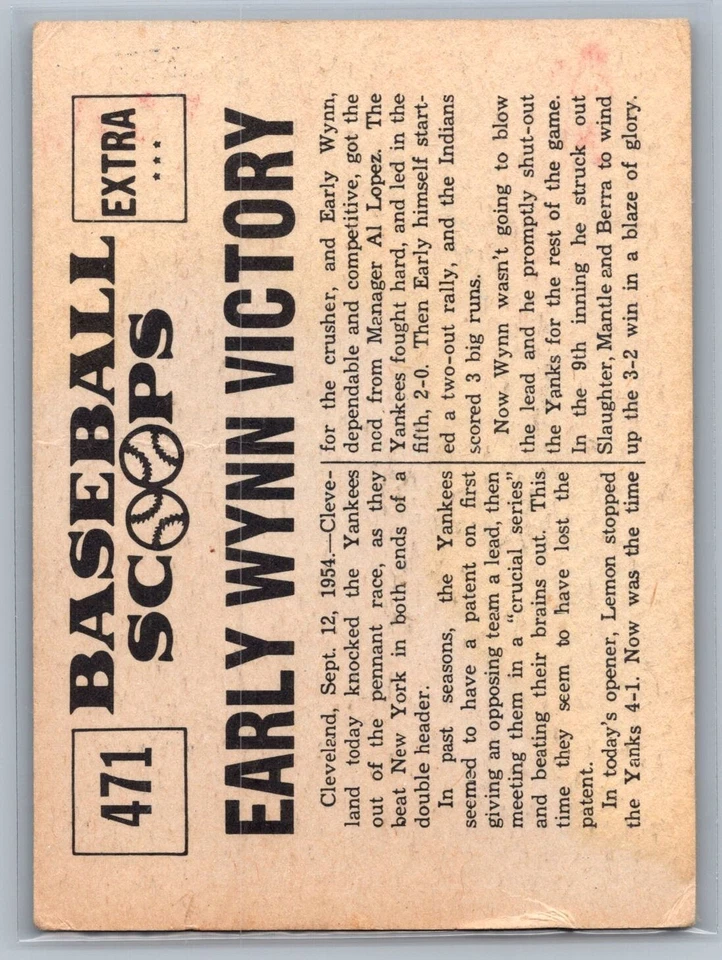 471
BASEBALL
SCOOPS
EXTRA
★★★
EARLY WYNN VICTORY
Cleveland, Sept. 12, 1954.—Cleve-
land today knocked the Yankees
out of the pennant race, as they
beat New York in both ends of a
double header.
In past seasons, the Yankees
seemed to have a patent on first
giving an opposing team a lead, then
meeting them in a "crucial series"
and beating their brains out. This
time they seem to have lost the
patent.
In today's opener, Lemon stopped
the Yanks 4-1. Now was the time
for the crusher, and Early Wynn,
dependable and competitive, got the
nod from Manager Al Lopez. The
Yankees fought hard, and led in the
fifth, 2-0. Then Early himself start-
ed a two-out rally, and the Indians
scored 3 big runs.
Now Wynn wasn't going to blow
the lead and he promptly shut-out
the Yanks for the rest of the game.
In the 9th inning he struck out
Slaughter, Mantle and Berra to wind
up the 3-2 win in a blaze of glory.